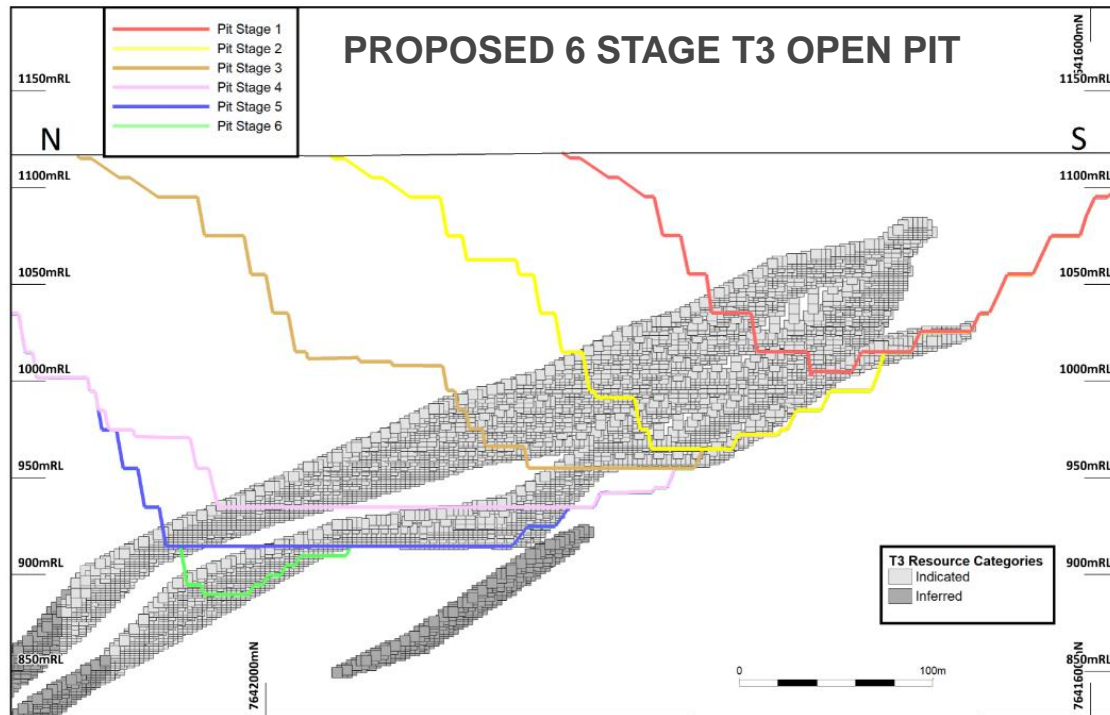 PROPOSED 6 STAGE T3 OPEN PIT
Pit Stage 1
Pit Stage 2
Pit Stage 3
Pit Stage 4
Pit Stage 5
Pit Stage 6
541600mN
1150mRL
1150mRL
N
S
1100mRL
1100mRL
1050mRL
1050mRL
1000mRL
1000mRL
950mRL
950mRL
900mRL
900mRL
850mRL
850mRL
T3 Resource Categories
Indicated
Inferred
7642000mN
76416
0
100m